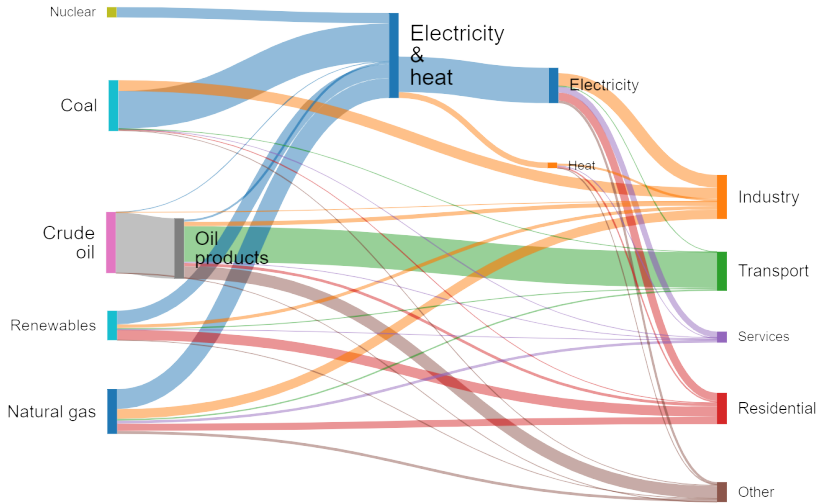 Nuclear
Electricity
&
heat
Electricity
Coal
Heat
Industry
Crude
oil
Oil
products
Transport
Renewables
Services
Natural gas
Residential
Other